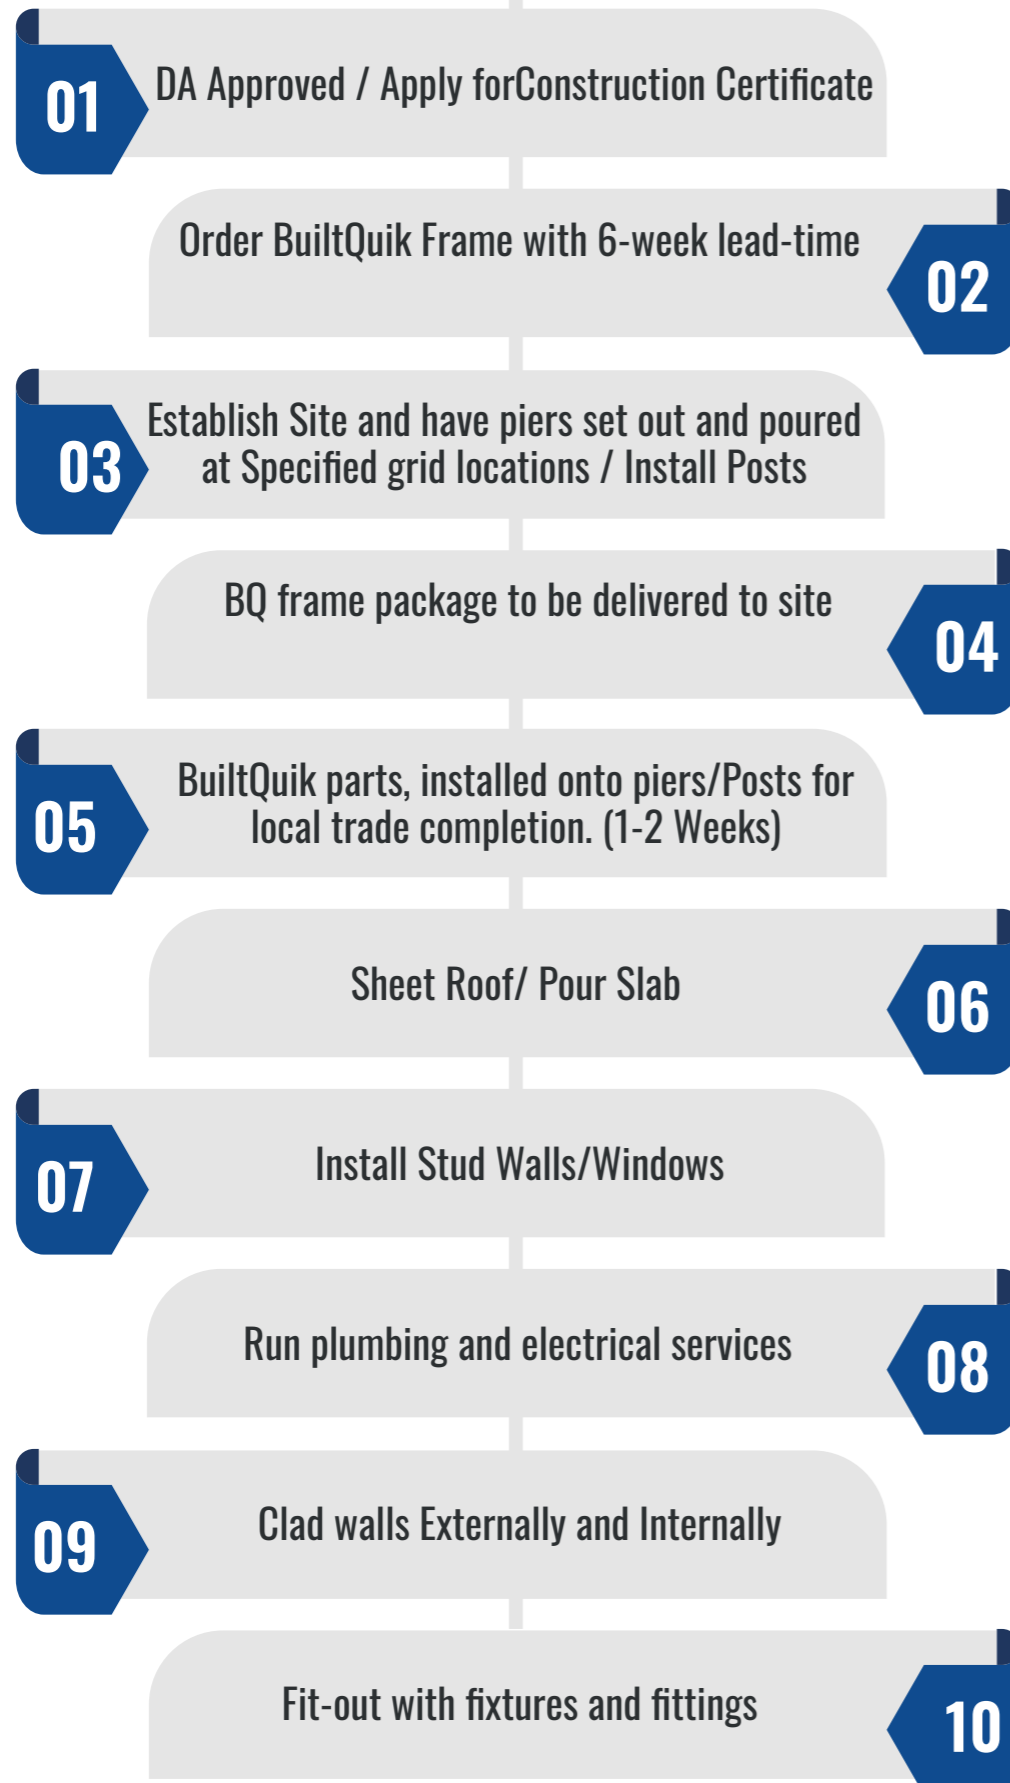 01
DA Approved / Apply forConstruction Certificate
Order BuiltQuik Frame with 6-week lead-time
02
03
Establish Site and have piers set out and poured
at Specified grid locations / Install Posts
BQ frame package to be delivered to site
04
05
BuiltQuik parts, installed onto piers/Posts for
local trade completion. (1-2 Weeks)
Sheet Roof/ Pour Slab
06
07
Install Stud Walls/Windows
Run plumbing and electrical services
08
09
Clad walls Externally and Internally
Fit-out with fixtures and fittings
10